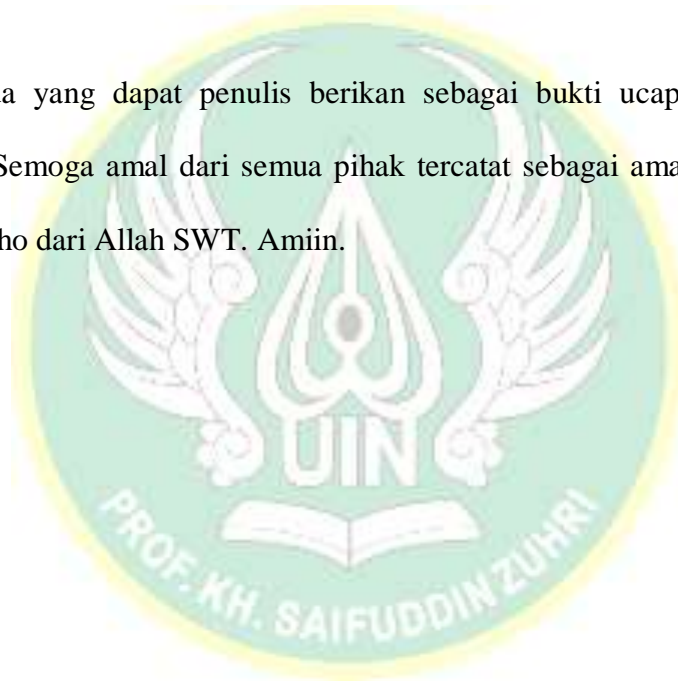 a yang dapat penulis berikan sebagai bukti ucap
Semoga amal dari semua pihak tercatat sebagai ama
ho dari Allah SWT. Amiin.
UIN
PROF. KH. SAIFUDDIN ZUHRI